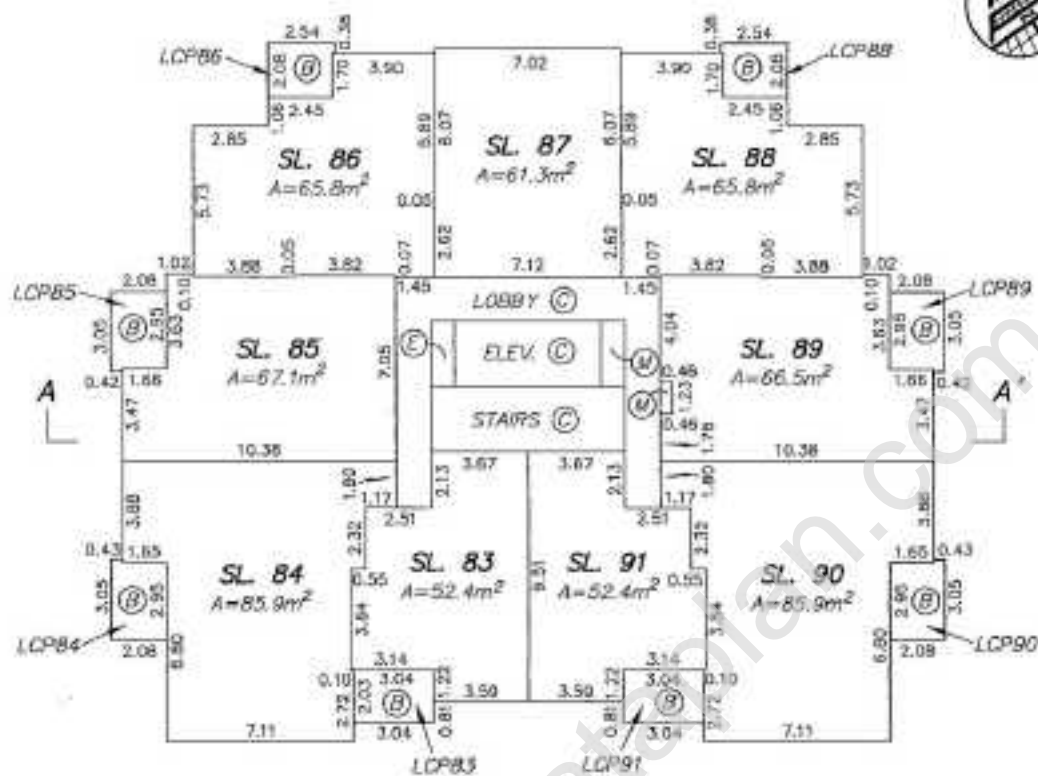 2.54 0.38 0.38 2.54
LCP86 2.08 B 1.70 3.90 7.02 3.90 1.70 B 2.08 LCP88
1.06 2.45 2.45 1.06
2.85 5.89 6.07 6.07 5.89 2.85
SL. 86 SL. 87 SL. 88
A=65.8m² A=61.3m² A=65.8m²
5.73 0.05 0.05 5.73
2.62 2.62
1.02 3.88 0.05 3.82 0.07 7.12 0.07 3.82 0.05 3.88
2.08 1.45 1.45 2.08
LCP85 0.10 LOBBY C 0.10 LCP89
3.05 B 2.95 3.63 4.04 3.63 2.95 B 3.05
SL. 85 7.05 E ELEV. C M SL. 89
A=67.1m² 0.46 A=66.5m²
0.42 1.66 1.66
A M 1.23 A'
3.47 STAIRS C 0.46 3.47
1.76
10.38 3.67 3.67 10.38
1.80 2.13 2.13 1.80
3.88 1.17 1.17 3.88
2.51 2.51
0.43 1.65 2.32 2.32 1.65 0.43
SL. 84 0.55 SL. 83 9.51 SL. 91 0.55 SL. 90
A=85.9m² A=52.4m² A=52.4m² A=85.9m²
3.05 B 2.95 3.84 3.84 2.95 B 3.05
LCP84 2.08 2.08 LCP90
6.80 3.14 3.14 6.80
0.10 3.04 3.04 0.10
2.72 2.03 B 1.22 3.59 3.59 1.22 B 2.72
0.81 0.81
7.11 3.04 3.04 7.11
LCP83 LCP91